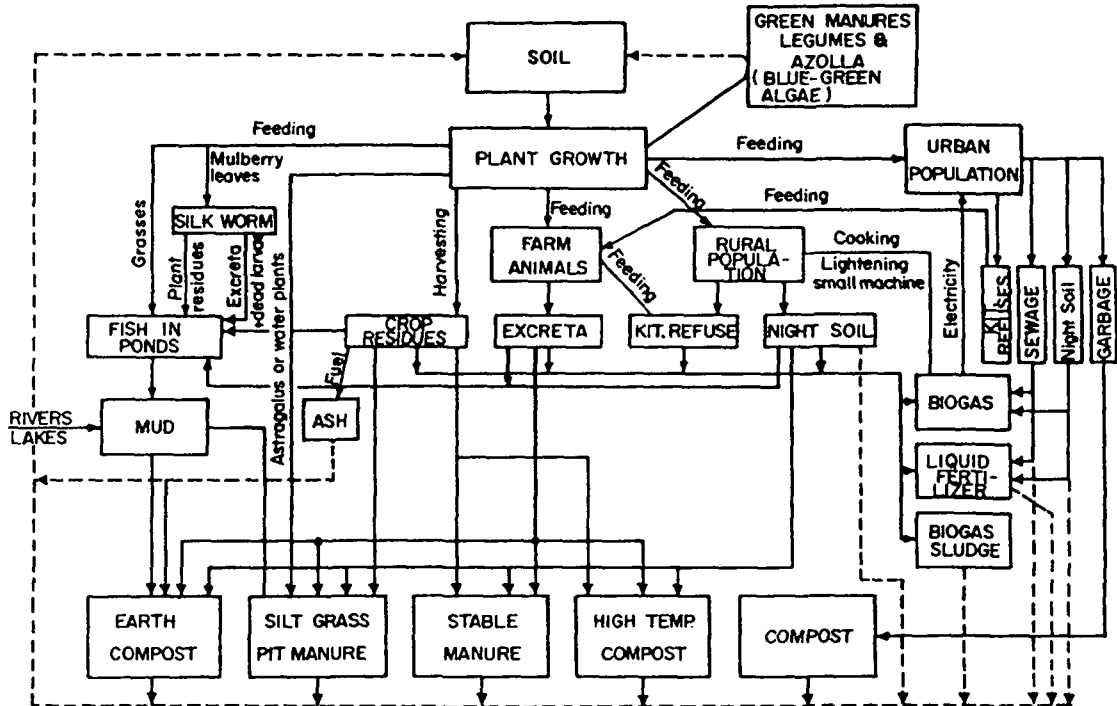 SOIL
GREEN MANURES
LEGUMES &
AZOLLA
( BLUE-GREEN
ALGAE )
Feeding
PLANT GROWTH
Feeding
URBAN
POPULATION
Mulberry
leaves
Grasses
SILK WORM
Plant
residues
Excreta
+dead larva
Astragalus or water plants
Harvesting
Feeding
Feeding
Feeding
FARM
ANIMALS
Feeding
RURAL
POPULA-
TION
Cooking
Lightening
small machine
Electricity
KIT.
REFUSES
SEWAGE
Night Soil
GARBAGE
FISH IN
PONDS
CROP
RESIDUES
EXCRETA
KIT. REFUSE
NIGHT SOIL
Fuel
ASH
BIOGAS
RIVERS
LAKES
MUD
LIQUID
FERTI-
LIZER
BIOGAS
SLUDGE
EARTH
COMPOST
SILT GRASS
PIT MANURE
STABLE
MANURE
HIGH TEMP.
COMPOST
COMPOST